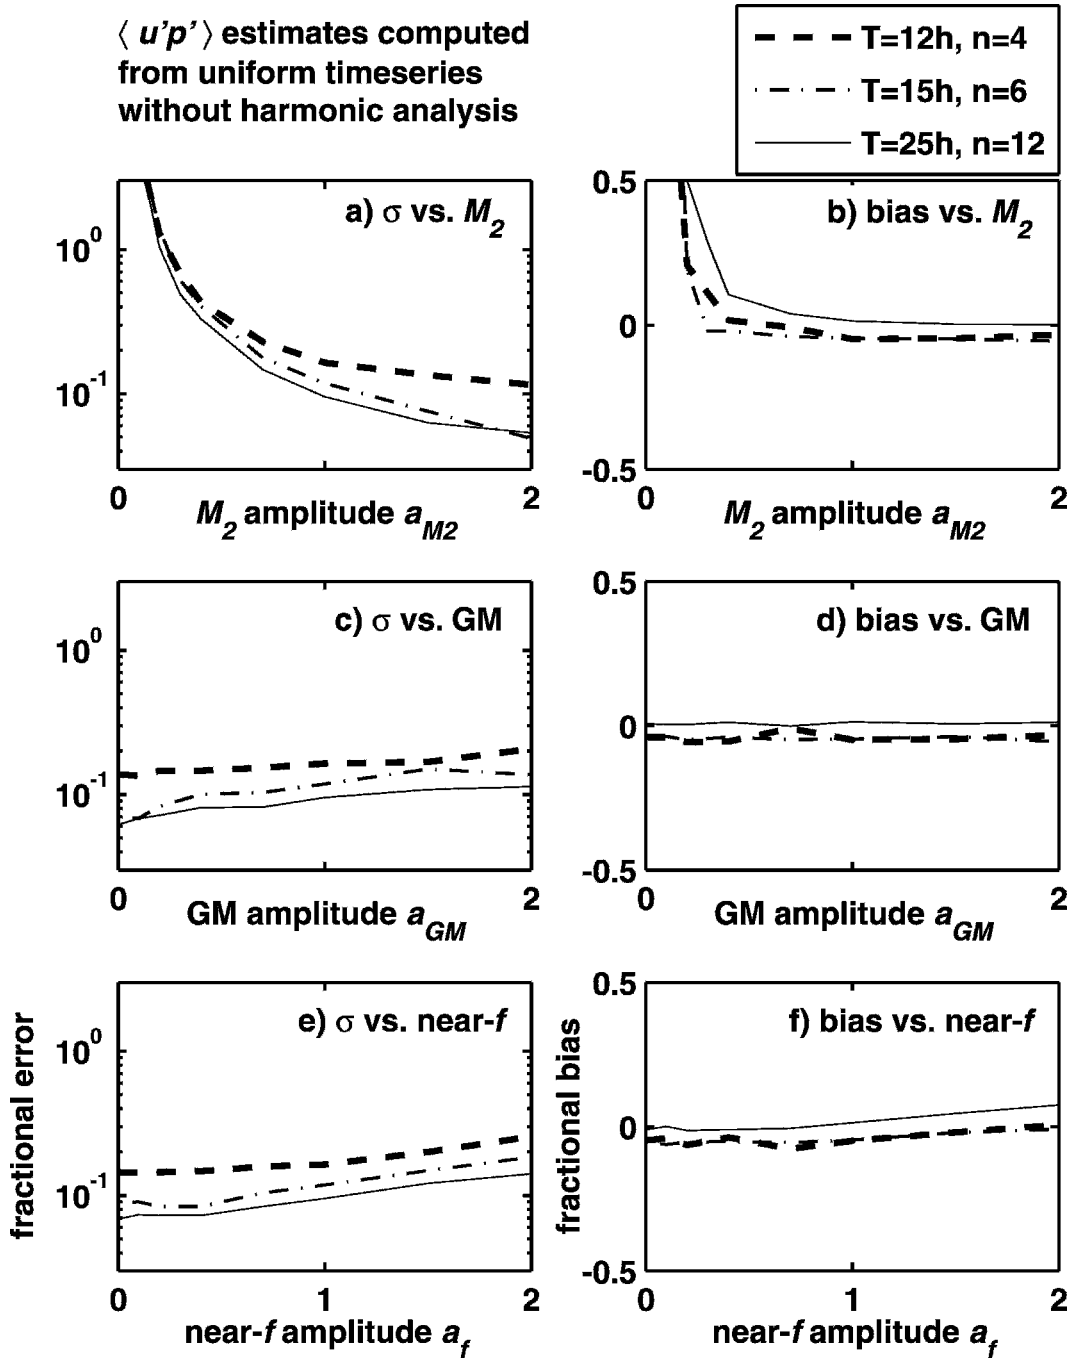 ⟨ u'p' ⟩ estimates computed
from uniform timeseries
without harmonic analysis
T=12h, n=4
T=15h, n=6
T=25h, n=12
a) σ vs. M2
10^0
10^-1
0 1 2
M2 amplitude aM2
b) bias vs. M2
0.5
0
-0.5
0 1 2
M2 amplitude aM2
c) σ vs. GM
10^0
10^-1
0 1 2
GM amplitude aGM
d) bias vs. GM
0.5
0
-0.5
0 1 2
GM amplitude aGM
e) σ vs. near-f
fractional error
10^0
10^-1
0 1 2
near-f amplitude af
f) bias vs. near-f
fractional bias
0.5
0
-0.5
0 1 2
near-f amplitude af